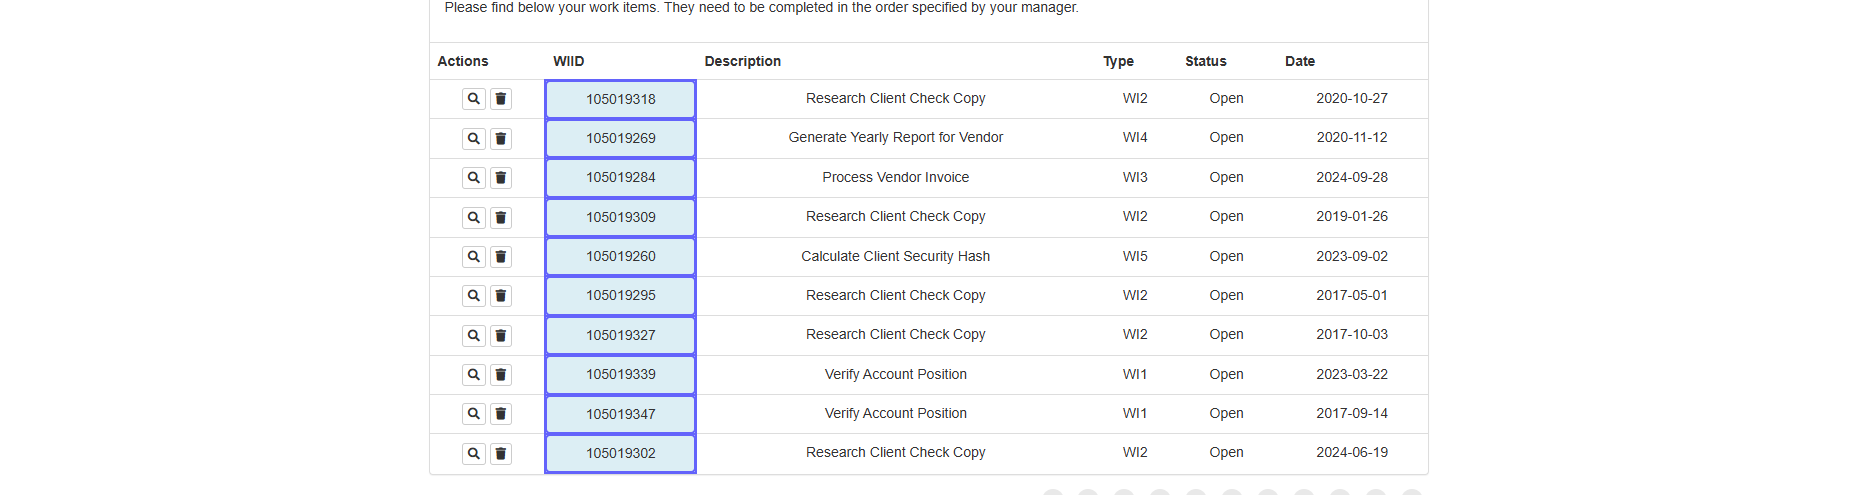 Please find below your work items. They need to be completed in the order specified by your manager.
Actions WIID Description Type Status Date
105019318 Research Client Check Copy WI2 Open 2020-10-27
105019269 Generate Yearly Report for Vendor WI4 Open 2020-11-12
105019284 Process Vendor Invoice WI3 Open 2024-09-28
105019309 Research Client Check Copy WI2 Open 2019-01-26
105019260 Calculate Client Security Hash WI5 Open 2023-09-02
105019295 Research Client Check Copy WI2 Open 2017-05-01
105019327 Research Client Check Copy WI2 Open 2017-10-03
105019339 Verify Account Position WI1 Open 2023-03-22
105019347 Verify Account Position WI1 Open 2017-09-14
105019302 Research Client Check Copy WI2 Open 2024-06-19